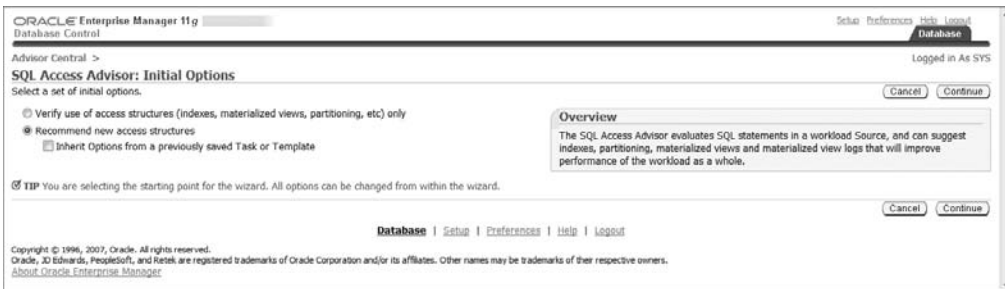 ORACLE Enterprise Manager 11g
Database Control
Setup Preferences Help Logout
Database
Advisor Central >
Logged in As SYS
SQL Access Advisor: Initial Options
Select a set of initial options.
Cancel Continue
Verify use of access structures (indexes, materialized views, partitioning, etc) only
Recommend new access structures
Inherit Options from a previously saved Task or Template
Overview
The SQL Access Advisor evaluates SQL statements in a workload Source, and can suggest
indexes, partitioning, materialized views and materialized view logs that will improve
performance of the workload as a whole.
TIP You are selecting the starting point for the wizard. All options can be changed from within the wizard.
Cancel Continue
Database | Setup | Preferences | Help | Logout
Copyright © 1996, 2007, Oracle. All rights reserved.
Oracle, JD Edwards, PeopleSoft, and Retek are registered trademarks of Oracle Corporation and/or its affiliates. Other names may be trademarks of their respective owners.
About Oracle Enterprise Manager